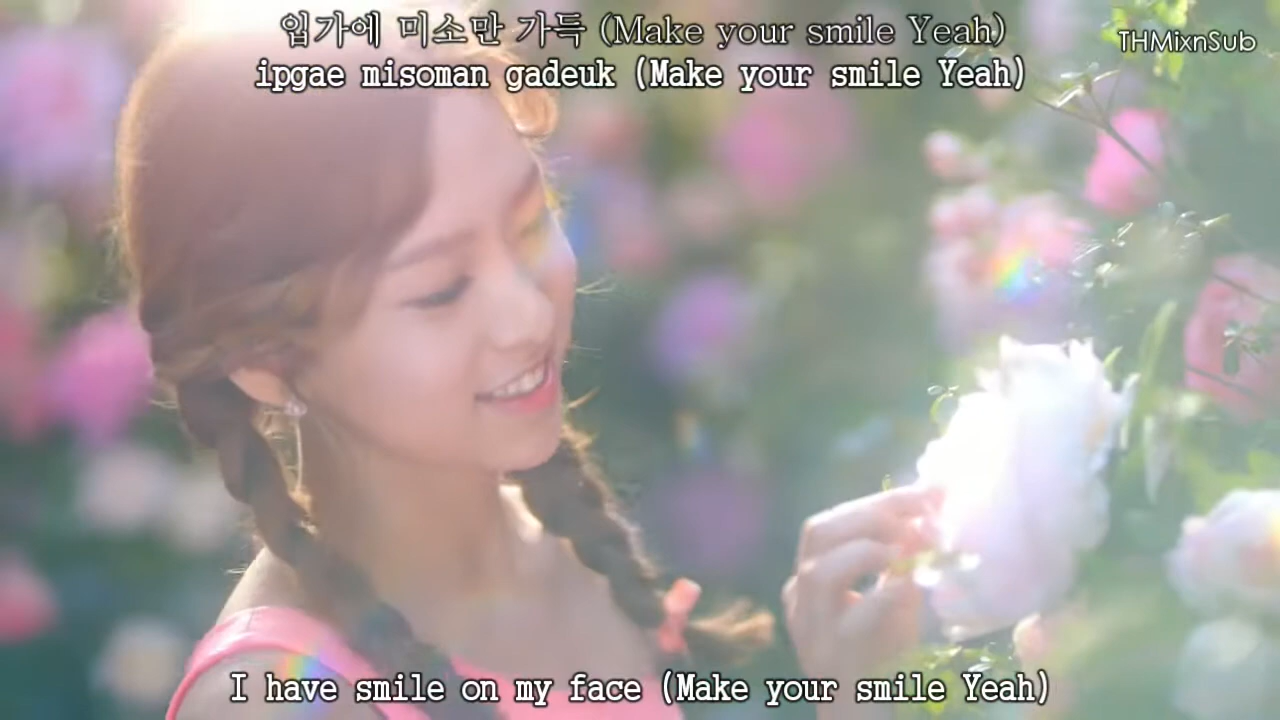 입가에 미소만 가득 (Make your smile Yeah)
THMixnSub
ipgae misoman gadeuk (Make your smile Yeah)
I have smile on my face (Make your smile Yeah)